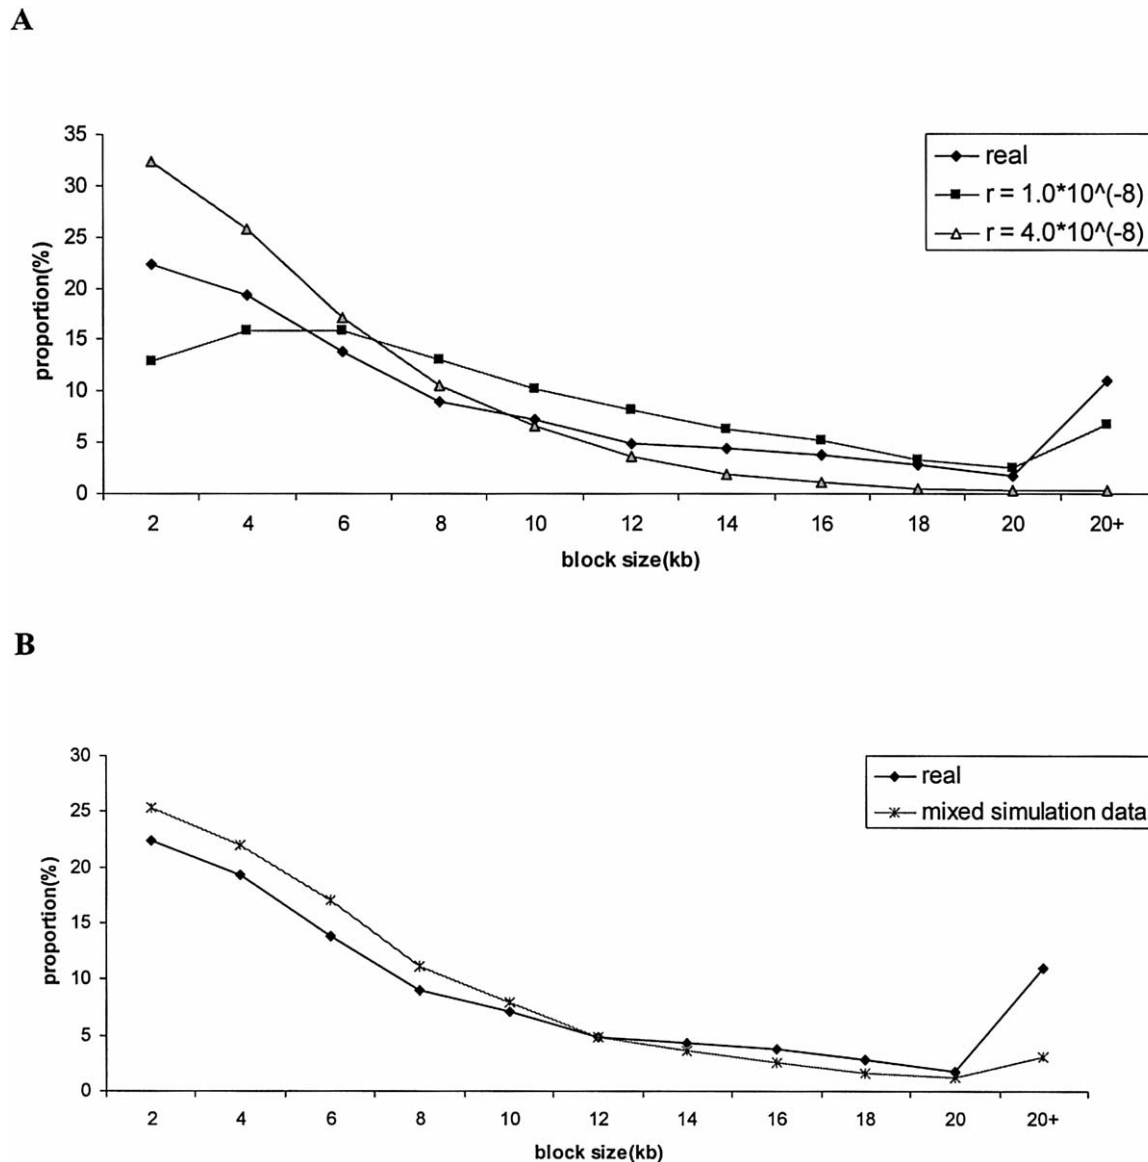 A
35
30
25
20
15
10
5
0
proportion(%)
real
r = 1.0*10^(-8)
r = 4.0*10^(-8)
2 4 6 8 10 12 14 16 18 20 20+
block size(kb)
B
30
25
20
15
10
5
0
proportion(%)
real
mixed simulation data
2 4 6 8 10 12 14 16 18 20 20+
block size(kb)